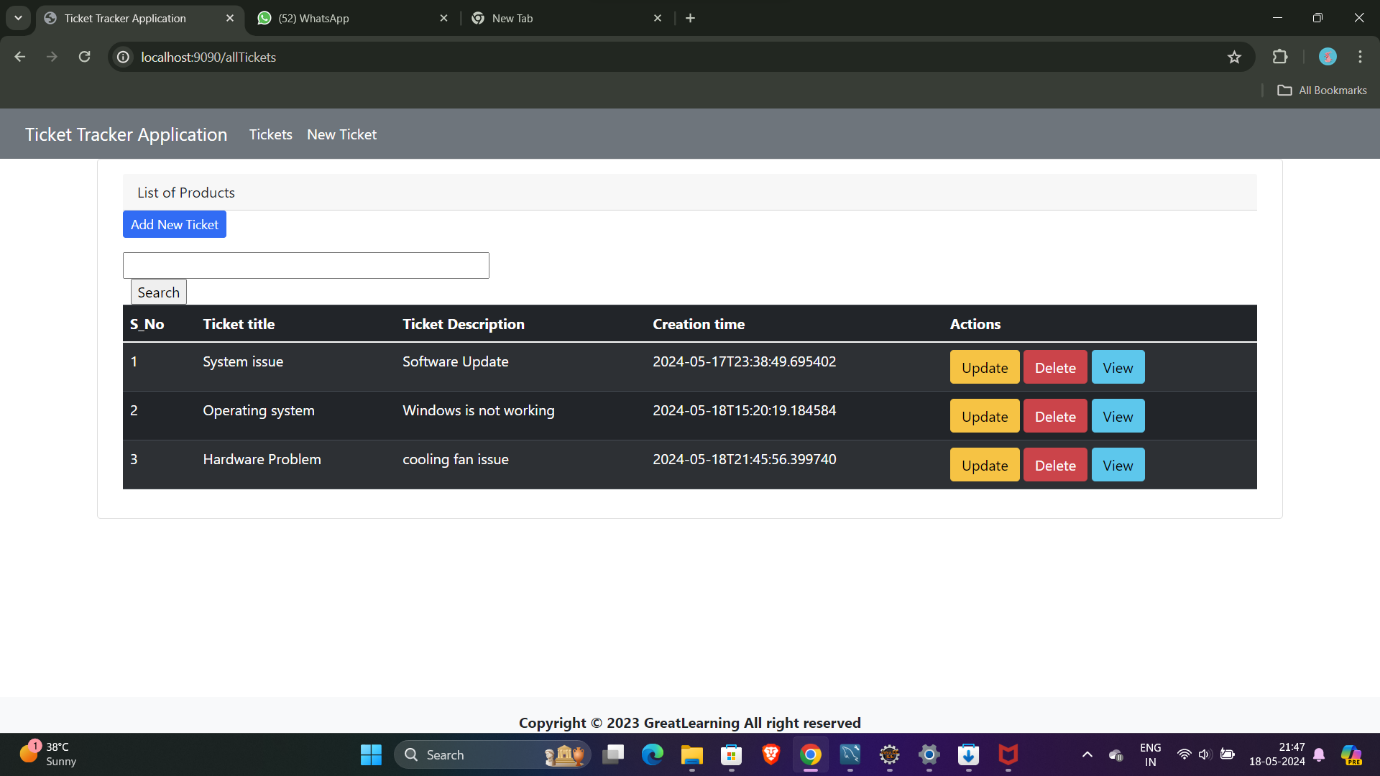 Ticket Tracker Application
(52) WhatsApp
New Tab
localhost:9090/allTickets
All Bookmarks
Ticket Tracker Application Tickets New Ticket
List of Products
Add New Ticket
Search
S_No Ticket title Ticket Description Creation time Actions
1 System issue Software Update 2024-05-17T23:38:49.695402 Update Delete View
2 Operating system Windows is not working 2024-05-18T15:20:19.184584 Update Delete View
3 Hardware Problem cooling fan issue 2024-05-18T21:45:56.399740 Update Delete View
Copyright © 2023 GreatLearning All right reserved
1 38°C
Sunny
Search
PRE
ENG
IN
21:47
18-05-2024